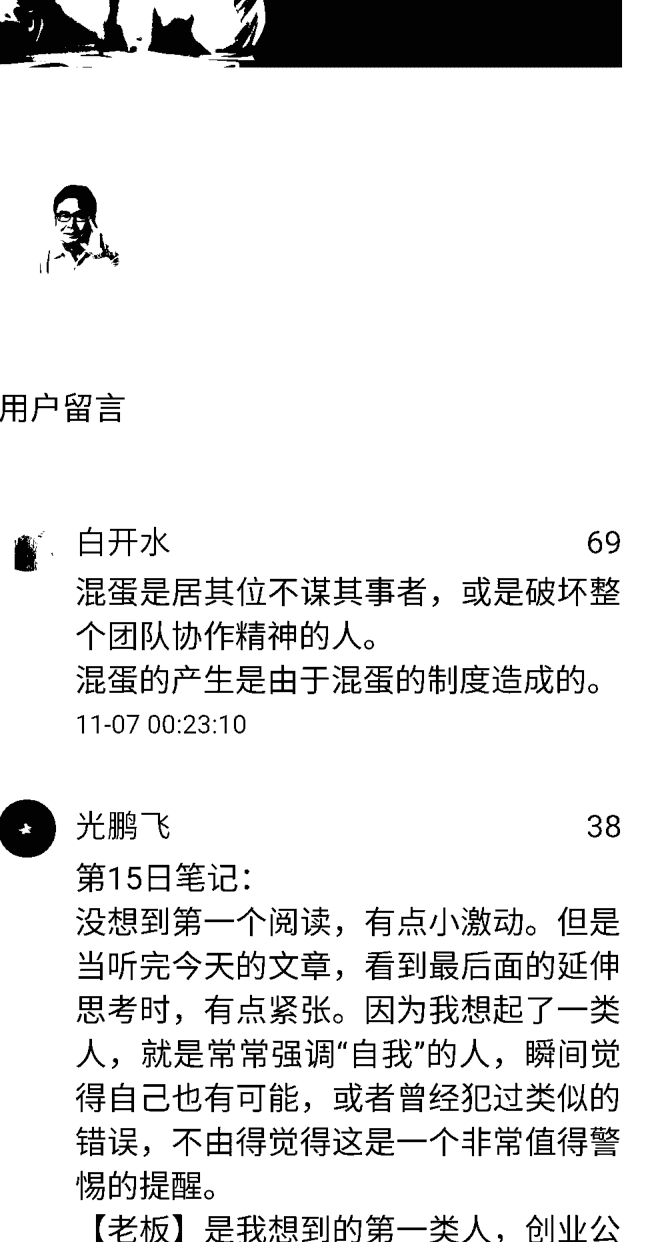 用户留言
白开水
69
混蛋是居其位不谋其事者，或是破坏整
个团队协作精神的人。
混蛋的产生是由于混蛋的制度造成的。
11-07 00:23:10
光鹏飞
38
第15日笔记：
没想到第一个阅读，有点小激动。但是
当听完今天的文章，看到最后面的延伸
思考时，有点紧张。因为我想起了一类
人，就是常常强调“自我”的人，瞬间觉
得自己也有可能，或者曾经犯过类似的
错误，不由得觉得这是一个非常值得警
惕的提醒。
【老板】是我想到的第一类人，创业公